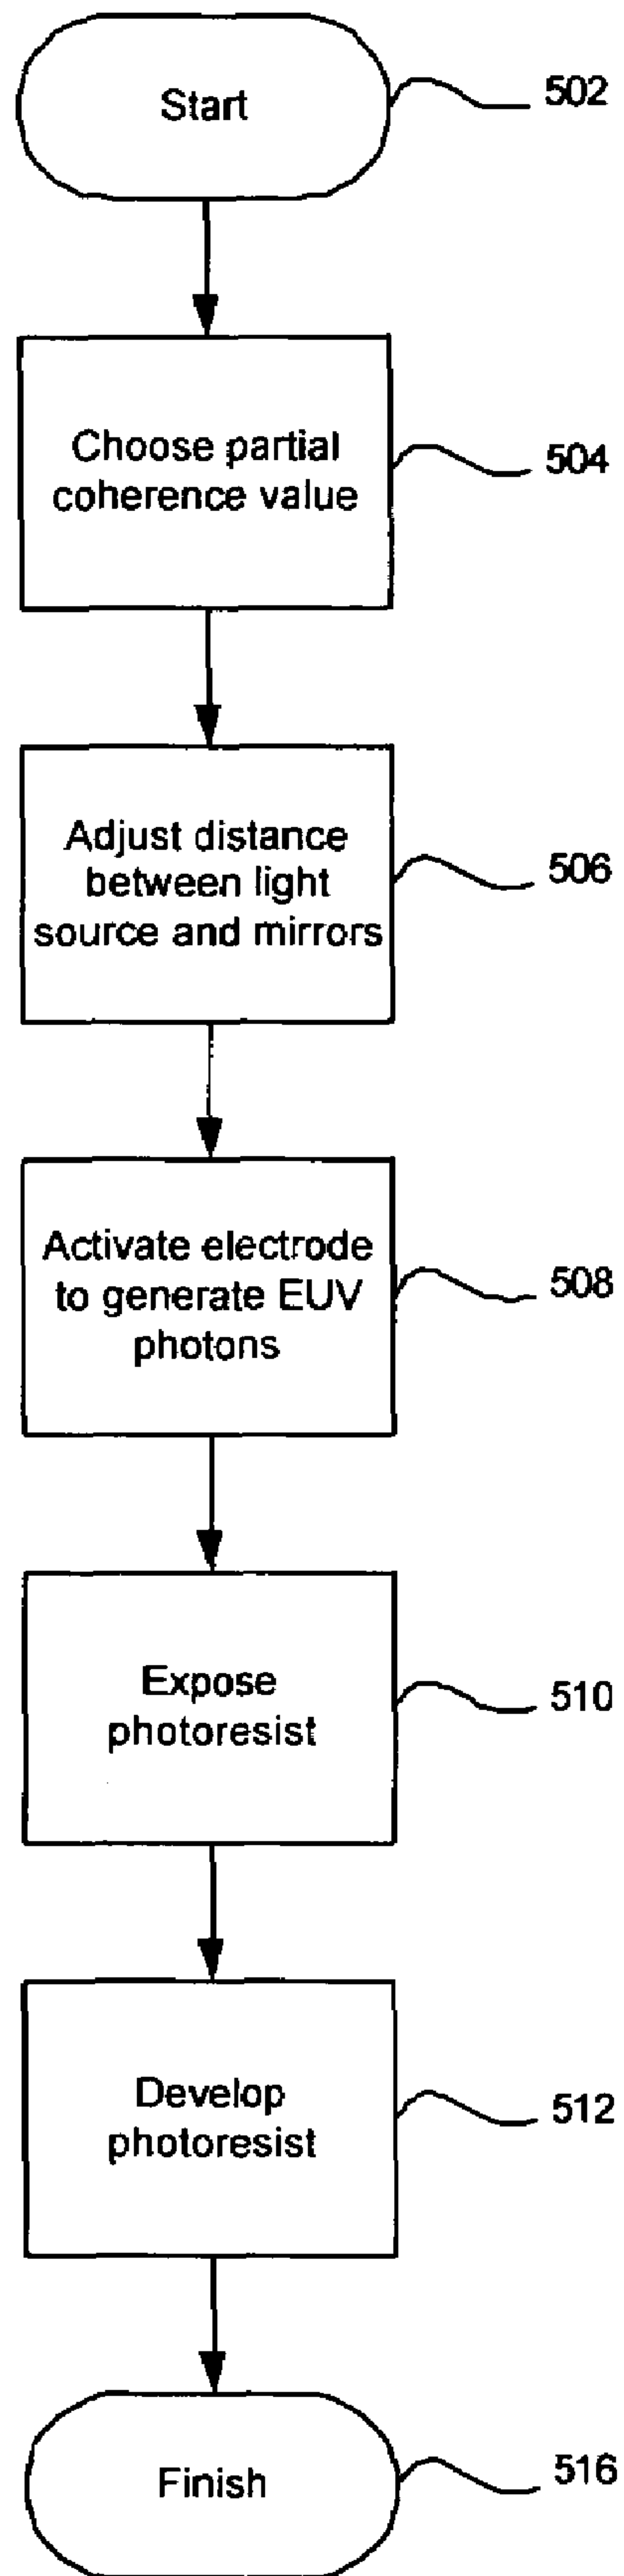 Start
502
Choose partial
coherence value
504
Adjust distance
between light
source and mirrors
506
Activate electrode
to generate EUV
photons
508
Expose
photoresist
510
Develop
photoresist
512
Finish
516